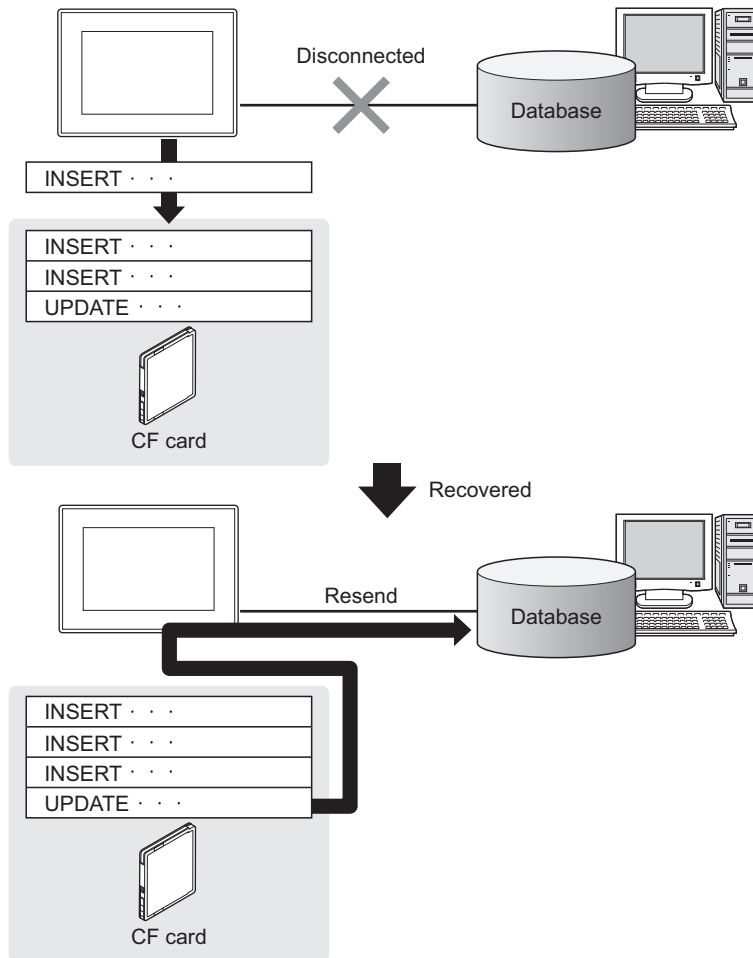 Disconnected
Database
INSERT · · ·
INSERT · · ·
INSERT · · ·
UPDATE · · ·
CF card
Recovered
Resend
Database
INSERT · · ·
INSERT · · ·
INSERT · · ·
UPDATE · · ·
CF card